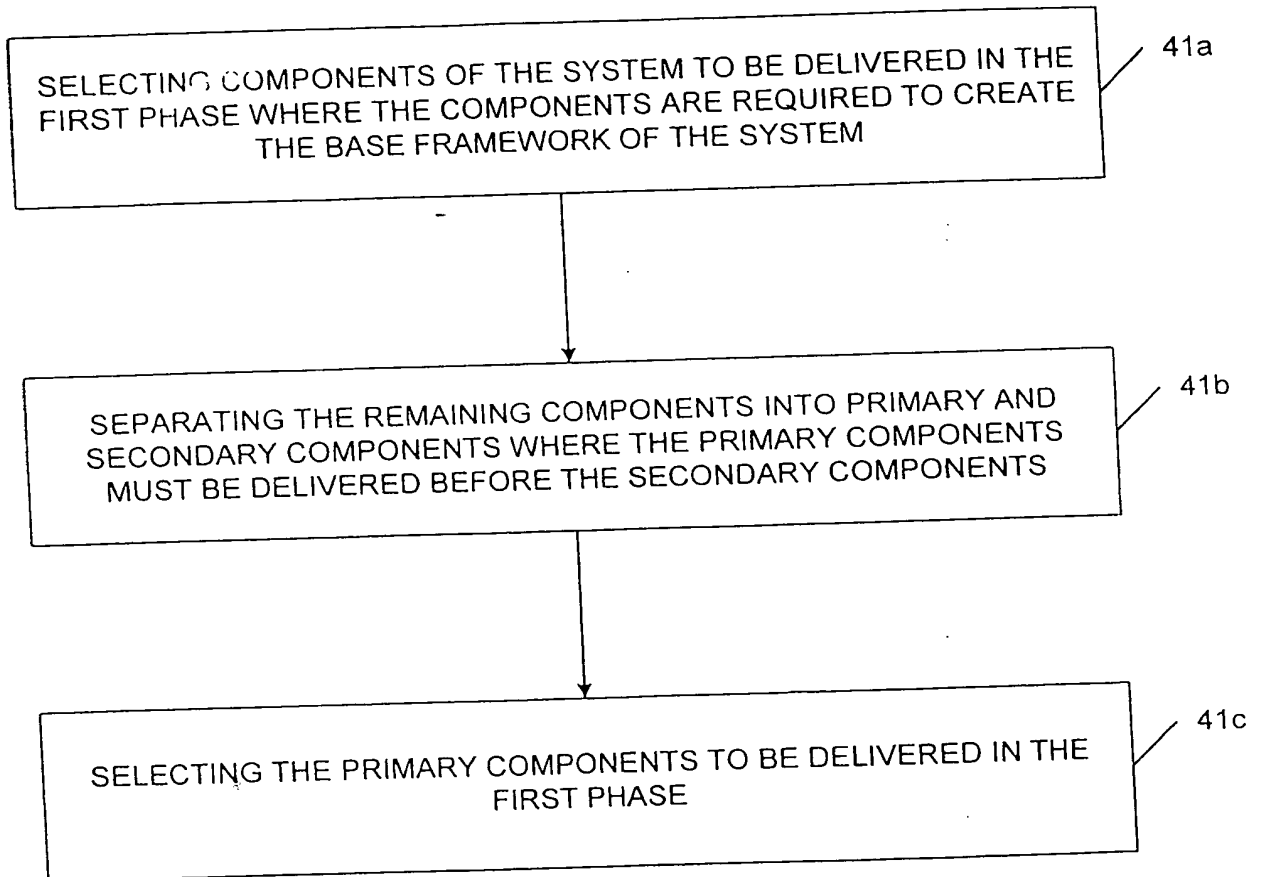 SELECTING COMPONENTS OF THE SYSTEM TO BE DELIVERED IN THE
FIRST PHASE WHERE THE COMPONENTS ARE REQUIRED TO CREATE
THE BASE FRAMEWORK OF THE SYSTEM
41a
SEPARATING THE REMAINING COMPONENTS INTO PRIMARY AND
SECONDARY COMPONENTS WHERE THE PRIMARY COMPONENTS
MUST BE DELIVERED BEFORE THE SECONDARY COMPONENTS
41b
SELECTING THE PRIMARY COMPONENTS TO BE DELIVERED IN THE
FIRST PHASE
41c